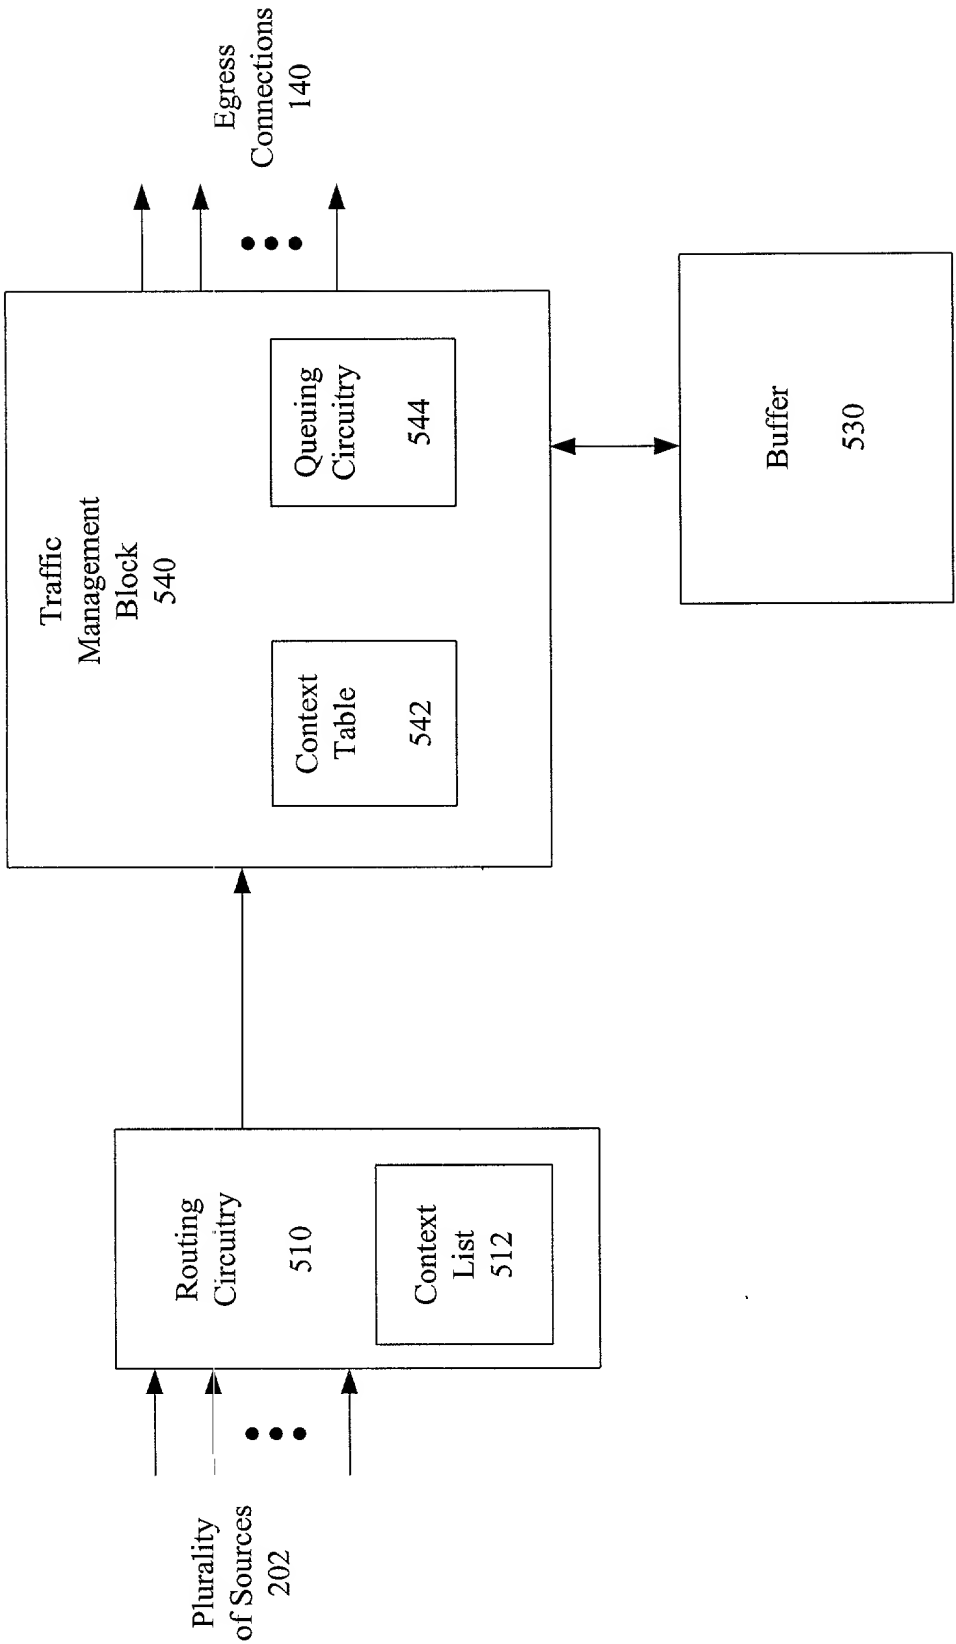 Plurality
of Sources
202
Routing
Circuitry
510
Context
List
512
Traffic
Management
Block
540
Context
Table
542
Queuing
Circuitry
544
Egress
Connections
140
Buffer
530